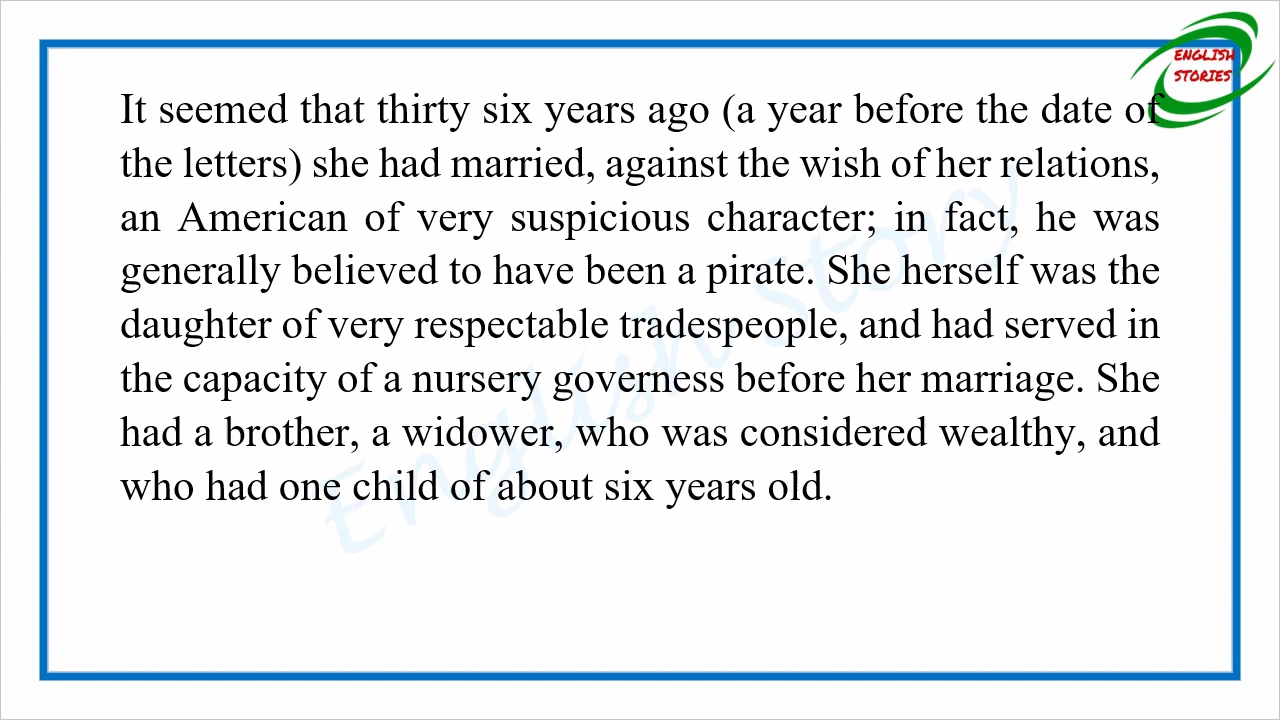 ENGLISH
STORIES
It seemed that thirty six years ago (a year before the date of
the letters) she had married, against the wish of her relations,
an American of very suspicious character; in fact, he was
generally believed to have been a pirate. She herself was the
daughter of very respectable tradespeople, and had served in
the capacity of a nursery governess before her marriage. She
had a brother, a widower, who was considered wealthy, and
who had one child of about six years old.
English Story